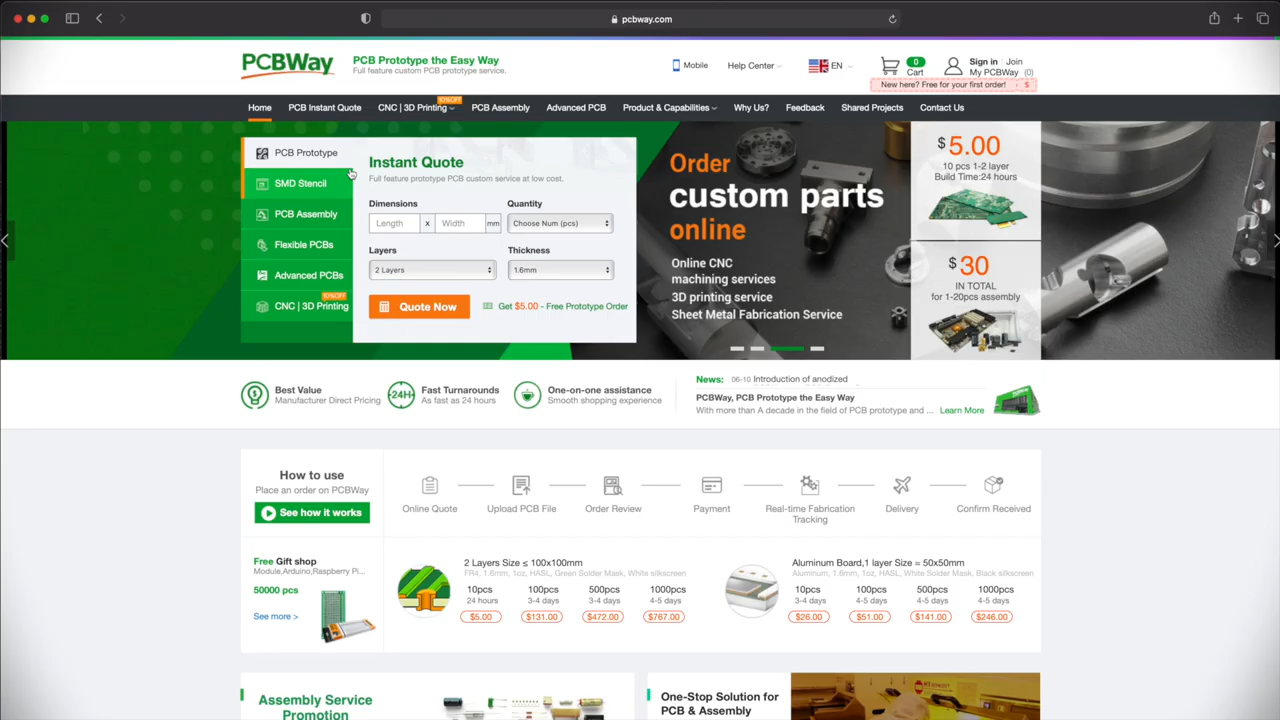 pcbway.com
PCBWay
PCB Prototype the Easy Way
Full feature custom PCB prototype service.
Mobile
Help Center
EN
0
Cart
Sign in Join
My PCBWay (0)
New here? Free for your first order! $
Home
PCB Instant Quote
CNC | 3D Printing
10%OFF
PCB Assembly
Advanced PCB
Product & Capabilities
Why Us?
Feedback
Shared Projects
Contact Us
PCB Prototype
SMD Stencil
PCB Assembly
Flexible PCBs
Advanced PCBs
10%OFF
CNC | 3D Printing
Instant Quote
Full feature prototype PCB custom service at low cost.
Dimensions
Quantity
Length x Width mm
Choose Num (pcs)
Layers
Thickness
2 Layers
1.6mm
Quote Now
Get $5.00 - Free Prototype Order
Order
custom parts
online
Online CNC
machining services
3D printing service
Sheet Metal Fabrication Service
$5.00
10 pcs 1-2 layer
Build Time:24 hours
$30
IN TOTAL
for 1-20pcs assembly
Best Value
Manufacturer Direct Pricing
24H
Fast Turnarounds
As fast as 24 hours
One-on-one assistance
Smooth shopping experience
News: 06-10 Introduction of anodized
PCBWay, PCB Prototype the Easy Way
With more than A decade in the field of PCB prototype and ... Learn More
How to use
Place an order on PCBWay
See how it works
Online Quote
Upload PCB File
Order Review
Payment
Real-time Fabrication
Tracking
Delivery
Confirm Received
Free Gift shop
Module,Arduino,Raspberry Pi...
50000 pcs
See more >
2 Layers Size ≤ 100x100mm
FR4, 1.6mm, 1oz, HASL, Green Solder Mask, White silkscreen
10pcs 100pcs 500pcs 1000pcs
24 hours 3-4 days 3-4 days 4-5 days
$5.00 $131.00 $472.00 $767.00
Aluminum Board,1 layer Size = 50x50mm
Aluminum, 1.6mm, 1oz, HASL, White Solder Mask, Black silkscreen
10pcs 100pcs 500pcs 1000pcs
3-4 days 4-5 days 4-5 days 4-5 days
$26.00 $51.00 $141.00 $246.00
Assembly Service
Promotion
One-Stop Solution for
PCB & Assembly